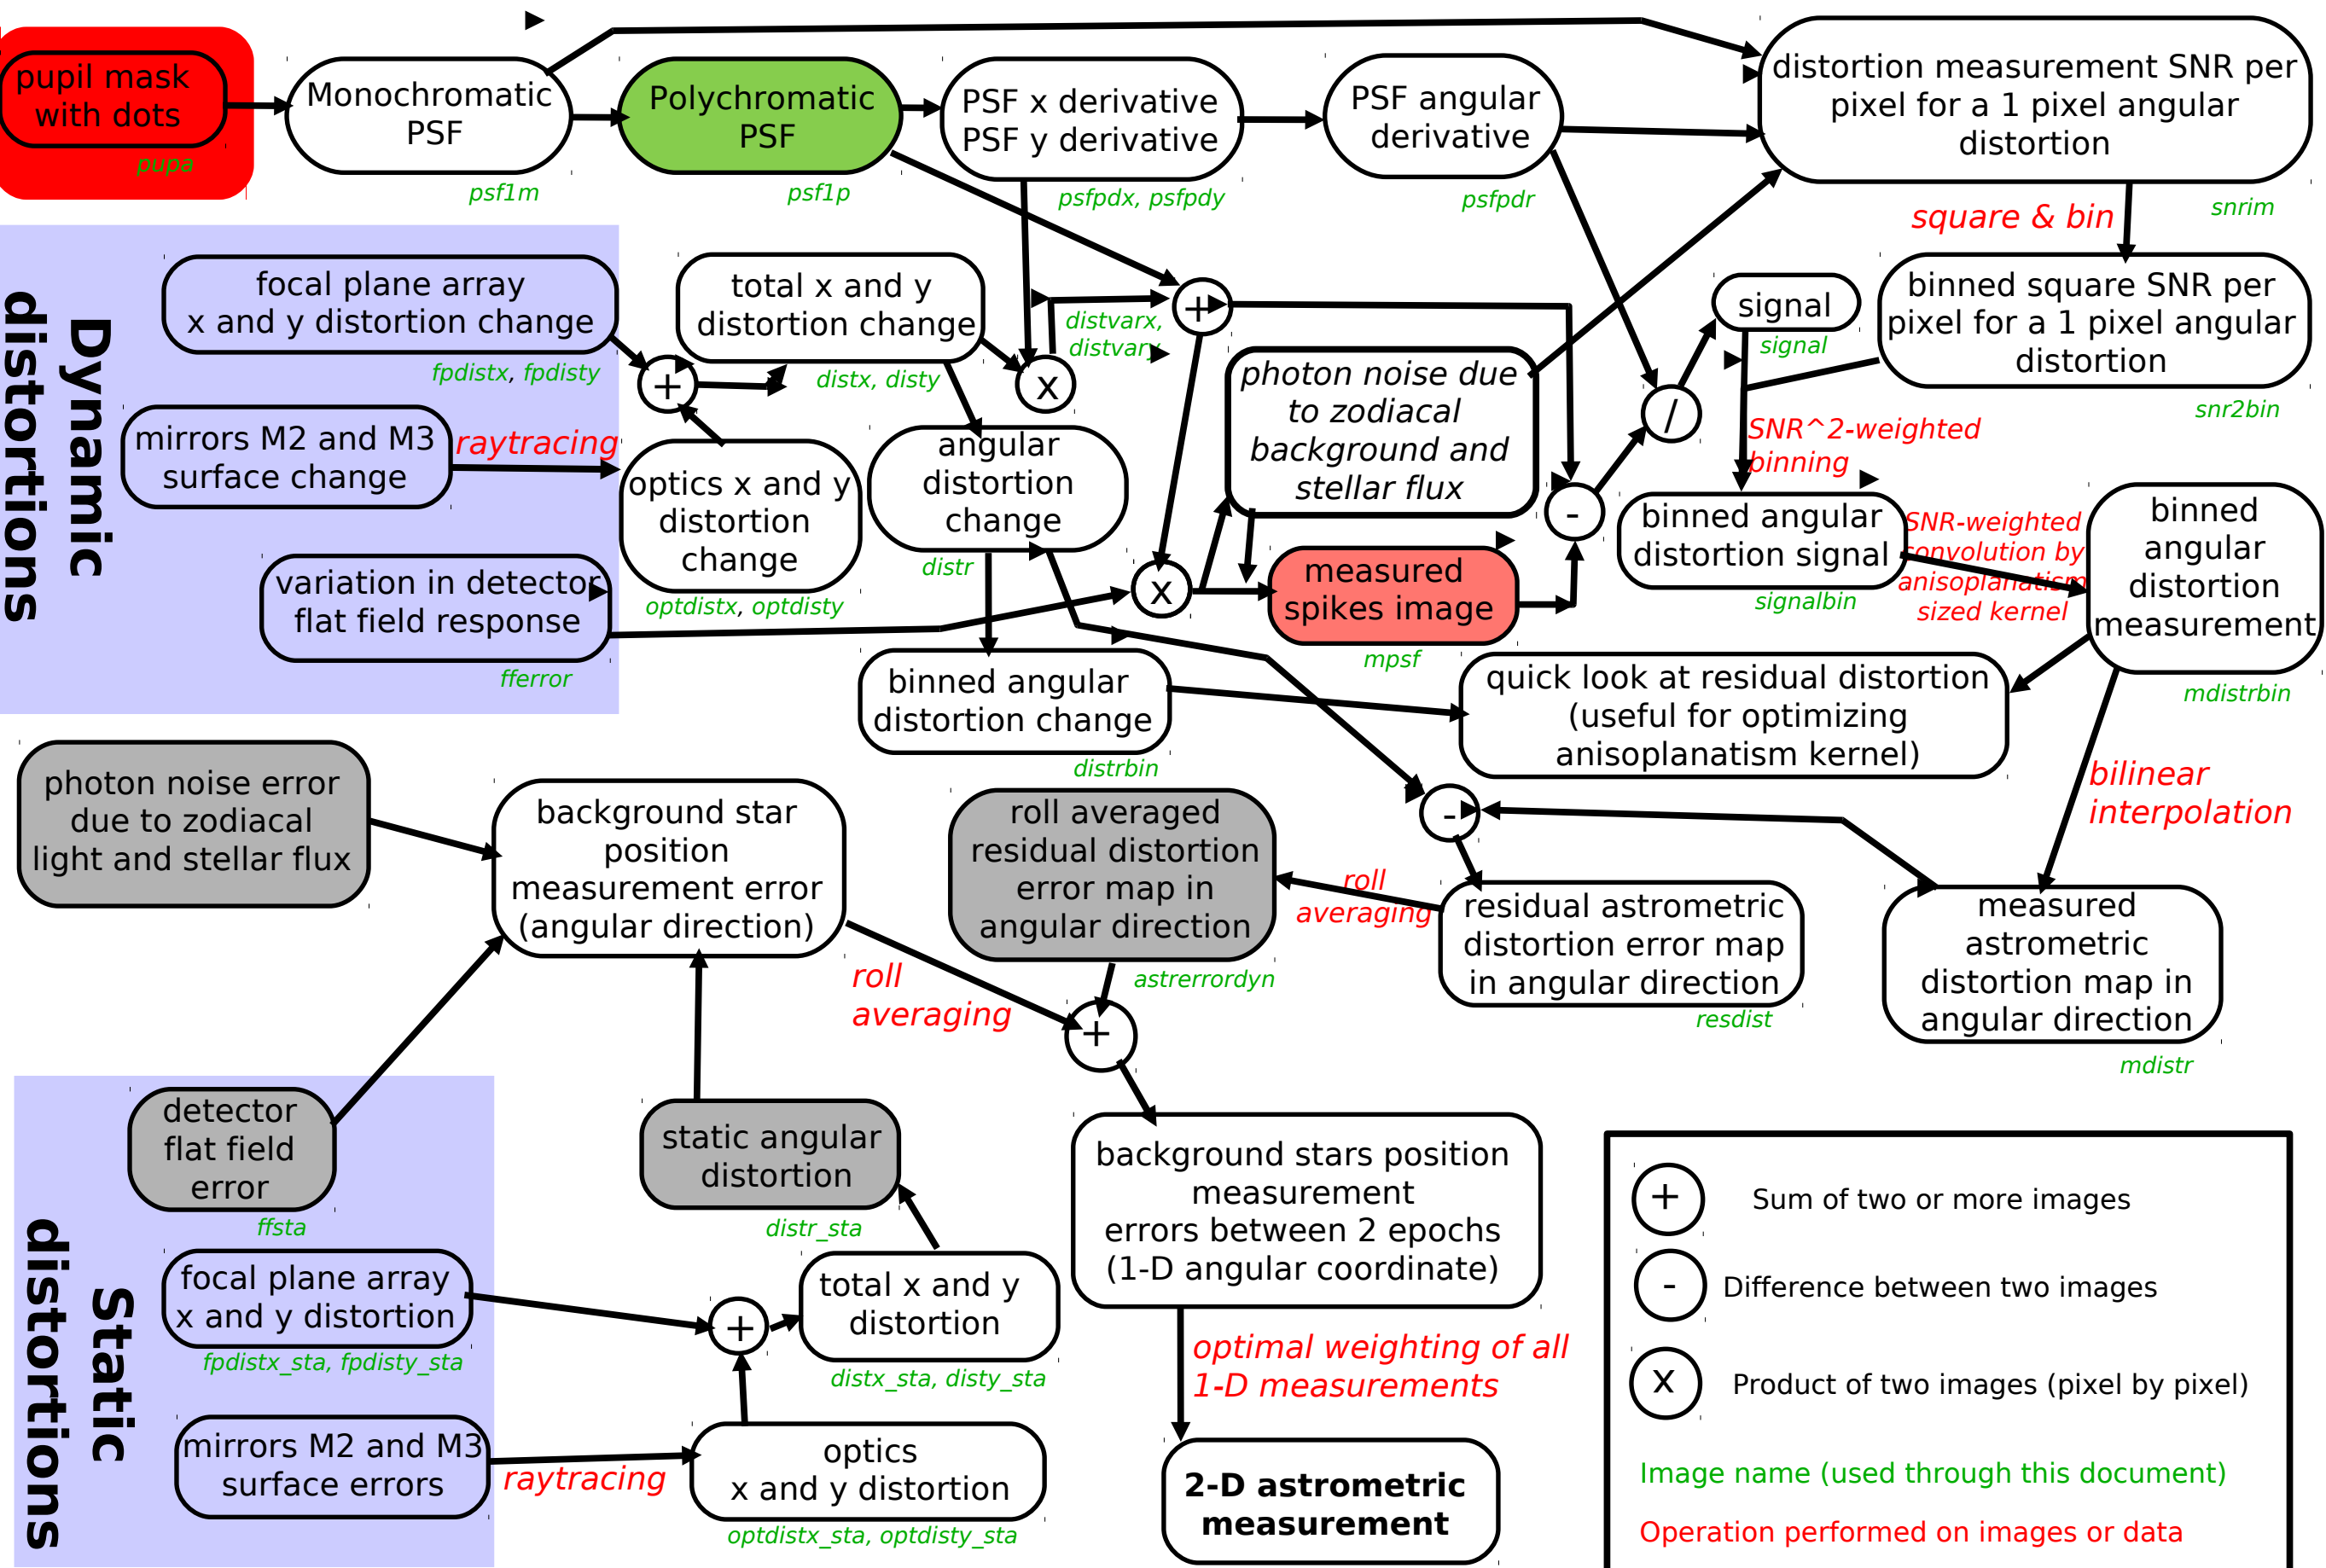 pupil mask
with dots
pupa
Monochromatic
PSF
psf1m
Polychromatic
PSF
psf1p
PSF x derivative
PSF y derivative
psfpdx, psfpdy
PSF angular
derivative
psfpdr
distortion measurement SNR per
pixel for a 1 pixel angular
distortion
snrim
square & bin
Dynamic
distortions
focal plane array
x and y distortion change
fpdistx, fpdisty
mirrors M2 and M3
surface change
raytracing
variation in detector
flat field response
fferror
+
total x and y
distortion change
distx, disty
optics x and y
distortion
change
optdistx, optdisty
x
distvarx,
distvary
+
angular
distortion
change
distr
photon noise due
to zodiacal
background and
stellar flux
x
measured
spikes image
mpsf
-
/
signal
signal
binned square SNR per
pixel for a 1 pixel angular
distortion
snr2bin
SNR^2-weighted
binning
binned angular
distortion signal
signalbin
SNR-weighted
convolution by
anisoplanatism
sized kernel
binned
angular
distortion
measurement
mdistrbin
binned angular
distortion change
distrbin
quick look at residual distortion
(useful for optimizing
anisoplanatism kernel)
bilinear
interpolation
photon noise error
due to zodiacal
light and stellar flux
background star
position
measurement error
(angular direction)
roll
averaging
roll averaged
residual distortion
error map in
angular direction
astrerrordyn
roll
averaging
-
residual astrometric
distortion error map
in angular direction
resdist
measured
astrometric
distortion map in
angular direction
mdistr
+
Static
distortions
detector
flat field
error
ffsta
focal plane array
x and y distortion
fpdistx_sta, fpdisty_sta
mirrors M2 and M3
surface errors
raytracing
static angular
distortion
distr_sta
+
total x and y
distortion
distx_sta, disty_sta
optics
x and y distortion
optdistx_sta, optdisty_sta
background stars position
measurement
errors between 2 epochs
(1-D angular coordinate)
optimal weighting of all
1-D measurements
2-D astrometric
measurement
+ Sum of two or more images
- Difference between two images
x Product of two images (pixel by pixel)
Image name (used through this document)
Operation performed on images or data